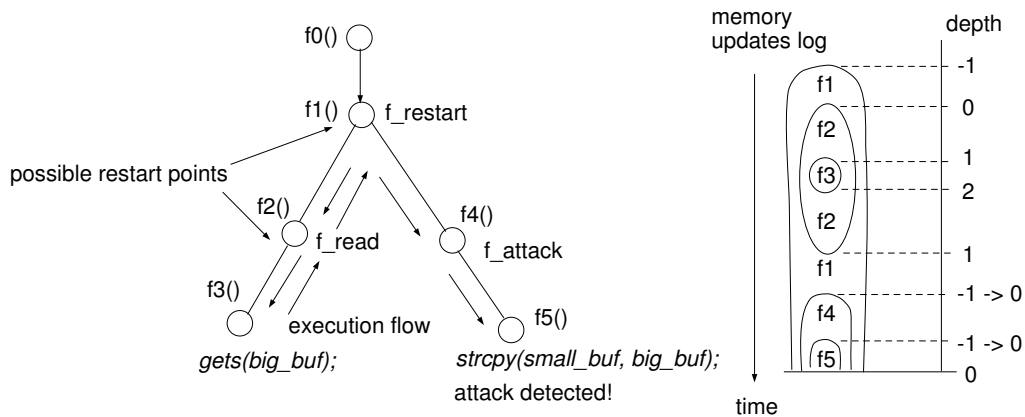 f0()
f1()
f_restart
possible restart points
f2()
f_read
f4()
f_attack
f3()
execution flow
f5()
gets(big_buf);
strcpy(small_buf, big_buf);
attack detected!
memory
updates log
depth
-1
f1
0
f2
1
f3
2
f2
1
f1
-1 -> 0
f4
-1 -> 0
f5
0
time